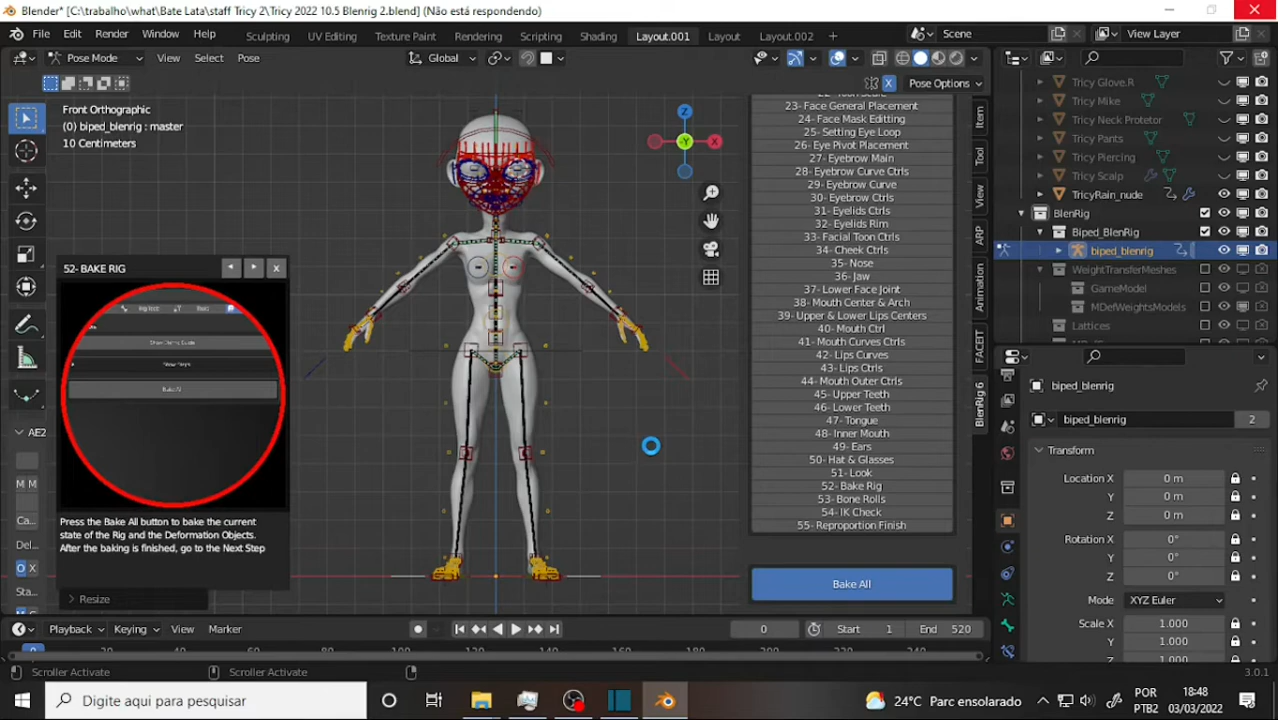 Blender* [C:\trabalho\what\Bate Lata\staff Tricy 2\Tricy 2022 10.5 Blenrig 2.blend] (Não está respondendo)
File Edit Render Window Help
Sculpting UV Editing Texture Paint Rendering Scripting Shading Layout.001 Layout Layout.002 +
Scene
View Layer
Pose Mode View Select Pose
Global
X Pose Options
Front Orthographic
(0) biped_blenrig : master
10 Centimeters
Z
X
-Y
23- Face General Placement
24- Face Mask Editting
25- Setting Eye Loop
26- Eye Pivot Placement
27- Eyebrow Main
28- Eyebrow Curve Ctrls
29- Eyebrow Curve
30- Eyebrow Ctrls
31- Eyelids Ctrls
32- Eyelids Rim
33- Facial Toon Ctrls
34- Cheek Ctrls
35- Nose
36- Jaw
37- Lower Face Joint
38- Mouth Center & Arch
39- Upper & Lower Lips Centers
40- Mouth Ctrl
41- Mouth Curves Ctrls
42- Lips Curves
43- Lips Ctrls
44- Mouth Outer Ctrls
45- Upper Teeth
46- Lower Teeth
47- Tongue
48- Inner Mouth
49- Ears
50- Hat & Glasses
51- Look
52- Bake Rig
53- Bone Rolls
54- IK Check
55- Reproportion Finish
Bake All
Item
Tool
View
ARP
Animation
FACEIT
BlenRig 6
Tricy Glove.R
Tricy Mike
Tricy Neck Protetor
Tricy Pants
Tricy Piercing
Tricy Scalp
TricyRain_nude
BlenRig
Biped_BlenRig
biped_blenrig
WeightTransferMeshes
GameModel
MDefWeightsModels
Lattices
biped_blenrig
biped_blenrig 2
Transform
Location X 0 m
Y 0 m
Z 0 m
Rotation X 0°
Y 0°
Z 0°
Mode XYZ Euler
Scale X 1.000
Y 1.000
52- BAKE RIG
X
Bake All
Press the Bake All button to bake the current
state of the Rig and the Deformation Objects.
After the baking is finished, go to the Next Step
AE2
M M
Ca...
Del...
O X
Sta...
Resize
Playback Keying View Marker
0 Start 1 End 520
Scroller Activate Scroller Activate
3.0.1
Digite aqui para pesquisar
24°C Parc ensolarado
POR
PTB2
18:48
03/03/2022